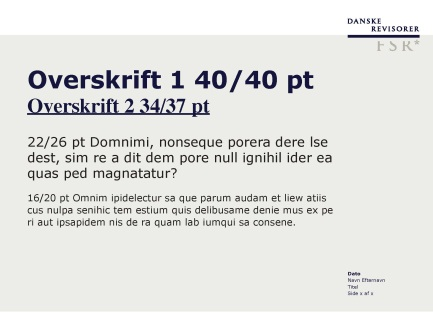 DANSKE
REVISORER
FSR*
Overskrift 1 40/40 pt
Overskrift 2 34/37 pt
22/26 pt Domnimi, nonseque porera dere lse
dest, sim re a dit dem pore null ignihil ider ea
quas ped magnatatur?
16/20 pt Omnim ipidelectur sa que parum audam et liew atiis
cus nulpa senihic tem estium quis delibusame denie mus ex pe
ri aut ipsapidem nis de ra quam lab iumqui sa consene.
Dato
Navn Efternavn
Titel
Side x af x